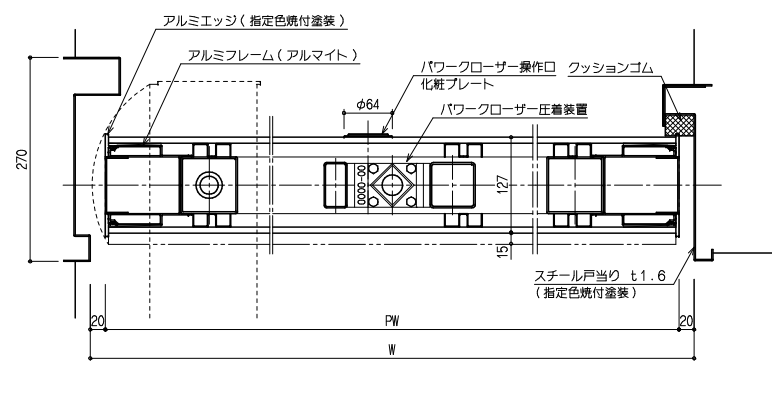 アルミエッジ(指定色焼付塗装)
アルミフレーム(アルマイト)
パワークローザー操作口
化粧プレート
クッションゴム
φ64
パワークローザー圧着装置
270
0000-00
127
15
スチール戸当り t1.6
(指定色焼付塗装)
20
PW
20
W